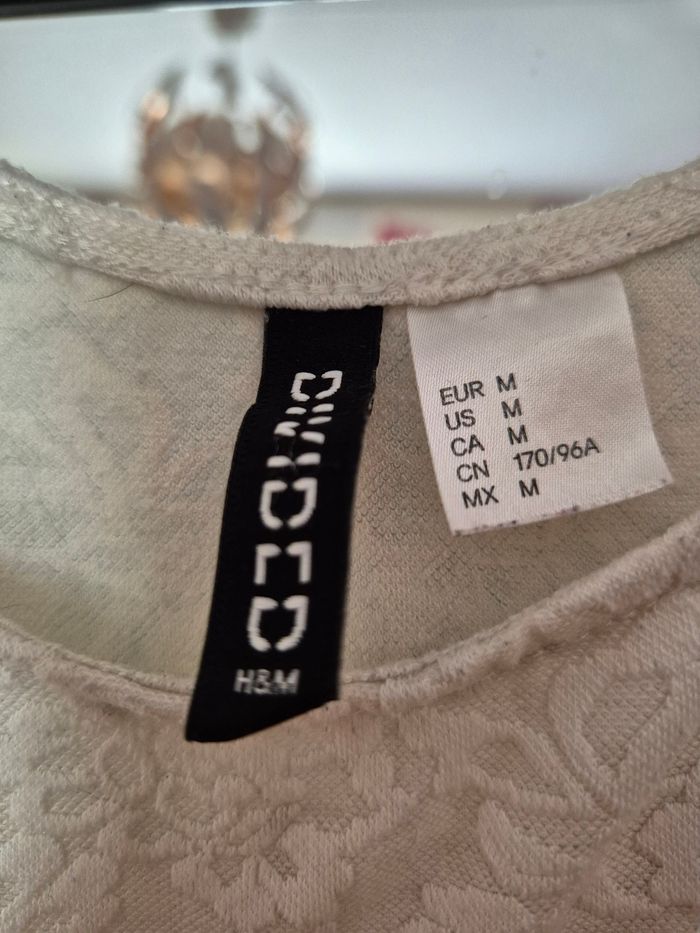 DIVIDED
H&M
EUR M
US M
CA M
CN 170/96A
MX M